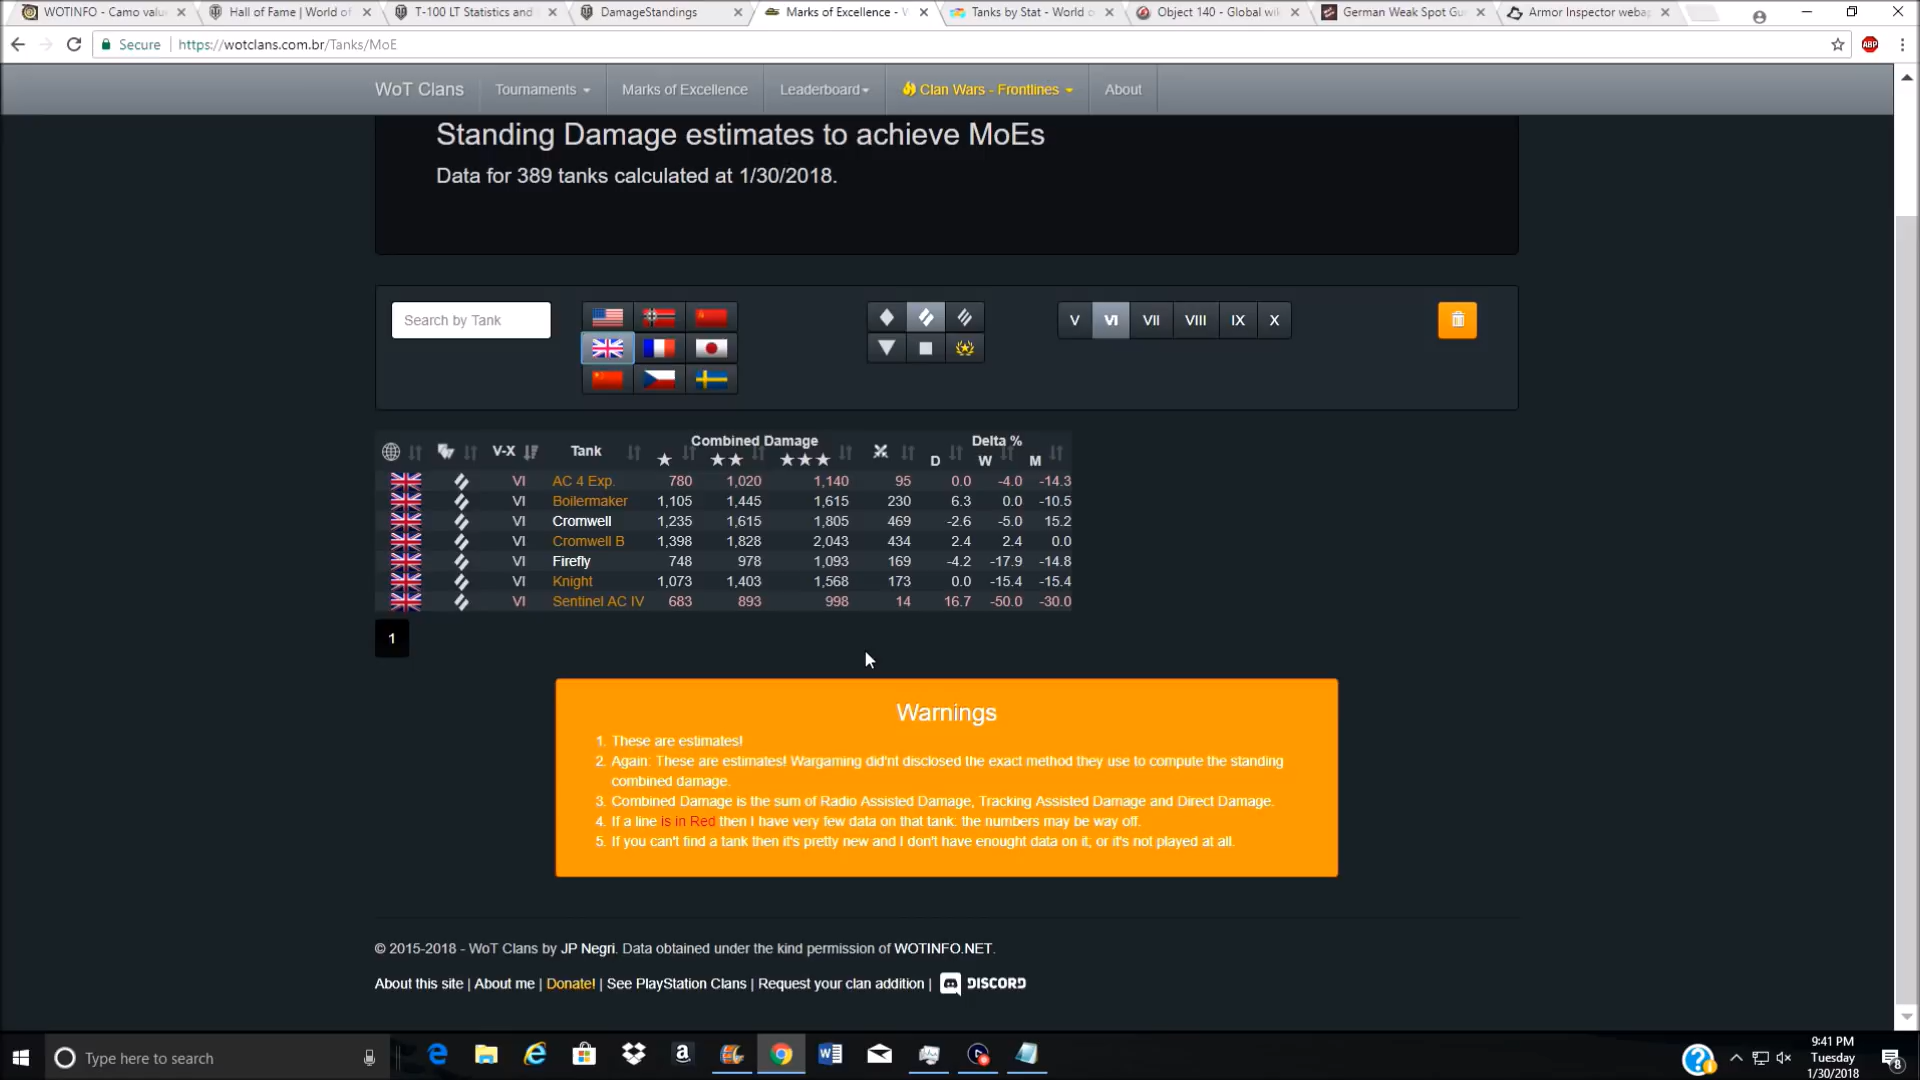 WOTINFO - Camo valu
Hall of Fame | World of
T-100 LT Statistics and
DamageStandings
Marks of Excellence - W
Tanks by Stat - World o
Object 140 - Global wik
German Weak Spot Gu
Armor Inspector weba
Secure
https://wotclans.com.br/Tanks/MoE
ABP
WoT Clans Tournaments Marks of Excellence Leaderboard Clan Wars - Frontlines About
Standing Damage estimates to achieve MoEs
Data for 389 tanks calculated at 1/30/2018.
Search by Tank
V VI VII VIII IX X
V-X Tank Combined Damage Delta %
D W M
VI AC 4 Exp. 780 1,020 1,140 95 0.0 -4.0 -14.3
VI Boilermaker 1,105 1,445 1,615 230 6.3 0.0 -10.5
VI Cromwell 1,235 1,615 1,805 469 -2.6 -5.0 15.2
VI Cromwell B 1,398 1,828 2,043 434 2.4 2.4 0.0
VI Firefly 748 978 1,093 169 -4.2 -17.9 -14.8
VI Knight 1,073 1,403 1,568 173 0.0 -15.4 -15.4
VI Sentinel AC IV 683 893 998 14 16.7 -50.0 -30.0
1
Warnings
1. These are estimates!
2. Again: These are estimates! Wargaming did'nt disclosed the exact method they use to compute the standing
combined damage.
3. Combined Damage is the sum of Radio Assisted Damage, Tracking Assisted Damage and Direct Damage.
4. If a line is in Red then I have very few data on that tank: the numbers may be way off.
5. If you can't find a tank then it's pretty new and I don't have enought data on it; or it's not played at all.
© 2015-2018 - WoT Clans by JP Negri. Data obtained under the kind permission of WOTINFO.NET.
About this site | About me | Donate! | See PlayStation Clans | Request your clan addition | DISCORD
Type here to search
9:41 PM
Tuesday
1/30/2018
8